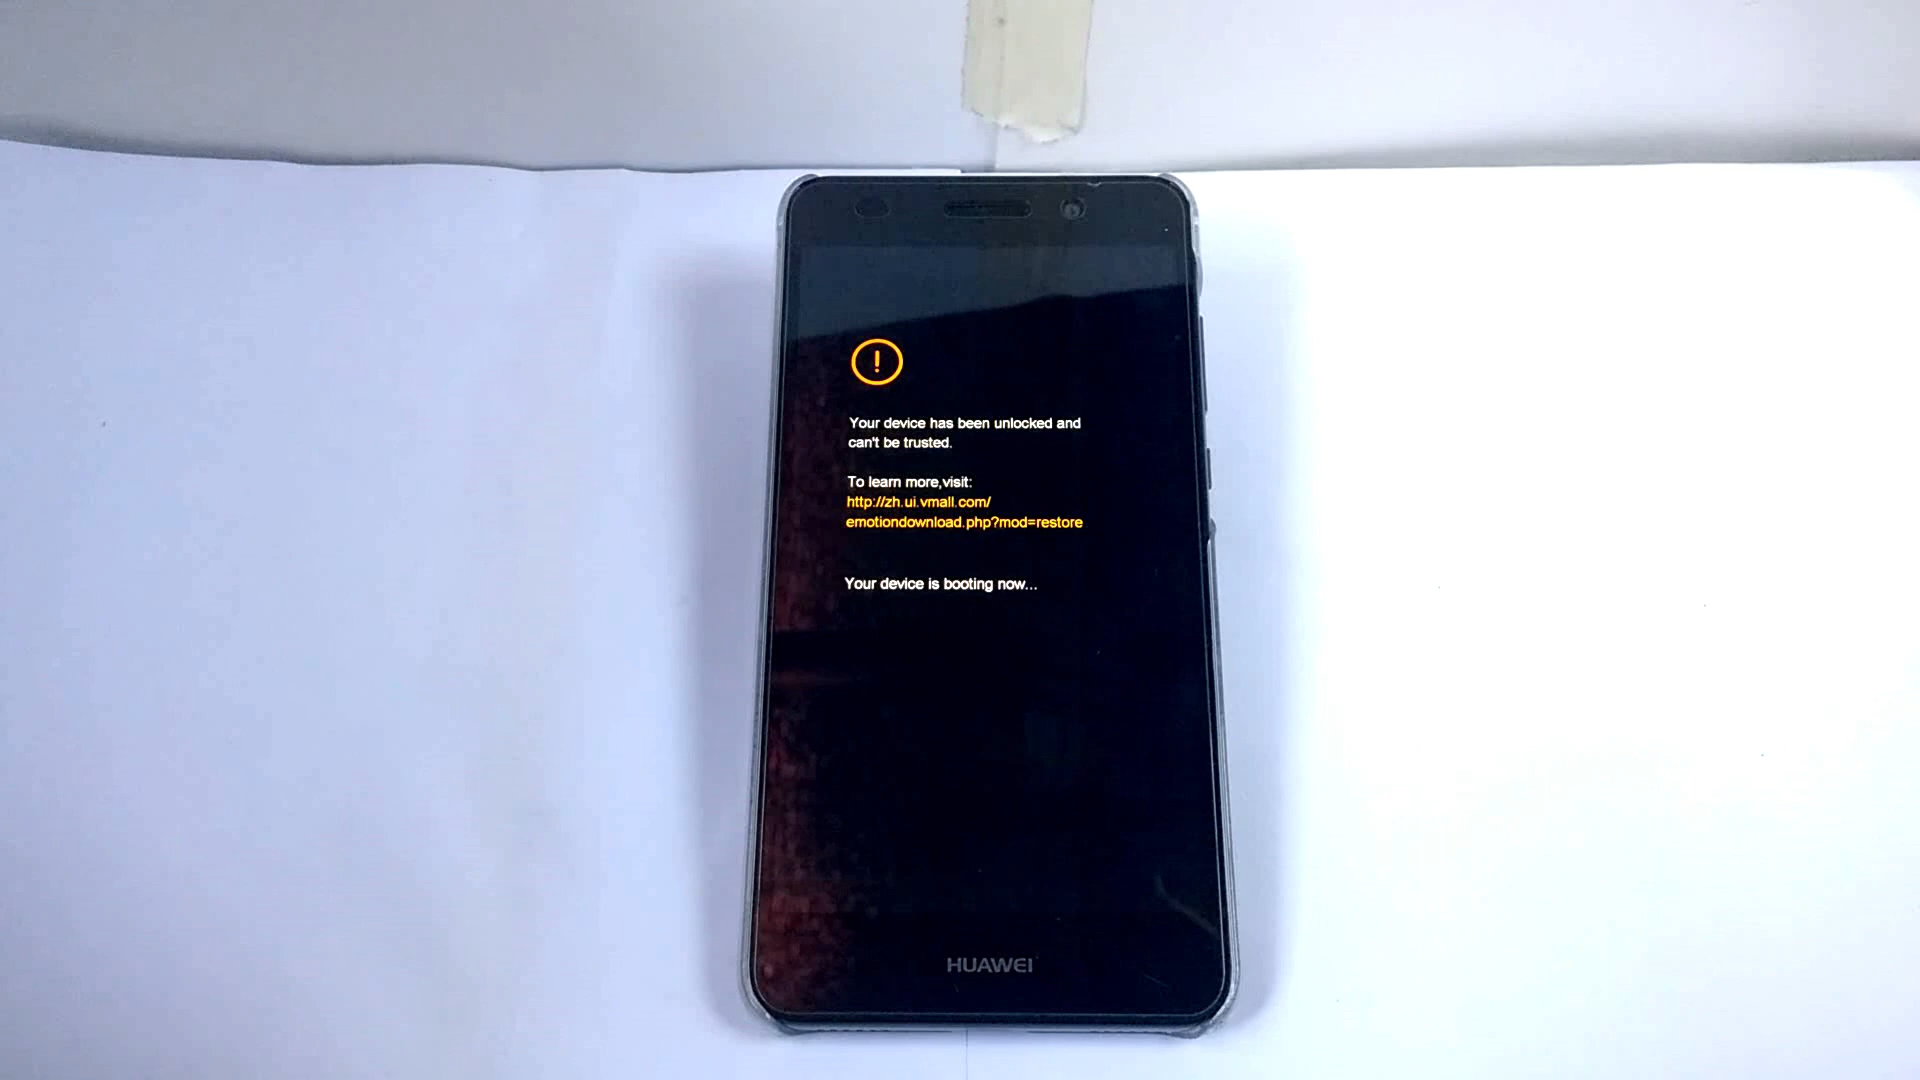 Your device has been unlocked and
can't be trusted.
To learn more,visit:
http://zh.ui.vmall.com/
emotiondownload.php?mod=restore
Your device is booting now...
HUAWEI